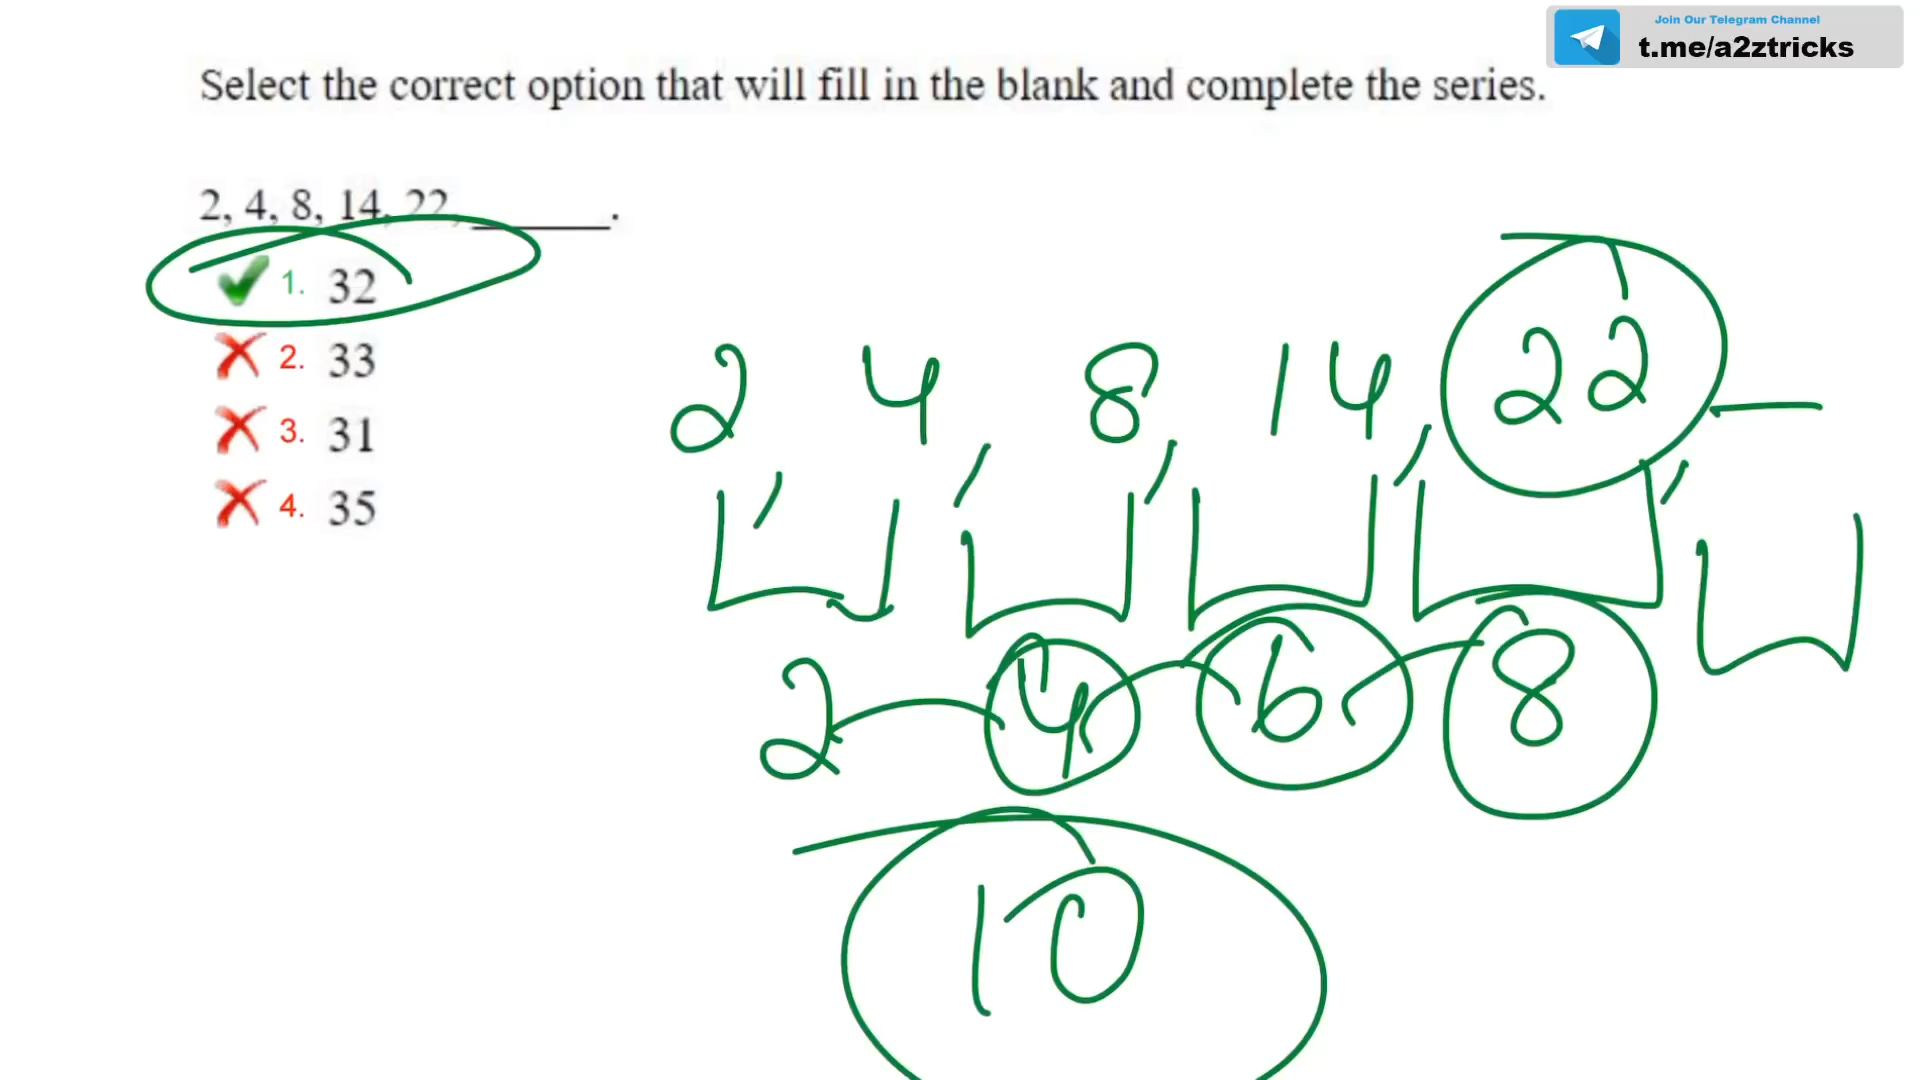 Join Our Telegram Channel
t.me/a2ztricks
Select the correct option that will fill in the blank and complete the series.
2, 4, 8, 14, 22, ______.
1. 32
2. 33
3. 31
4. 35
2, 4, 8, 14, 22, _
2 4 6 8
10